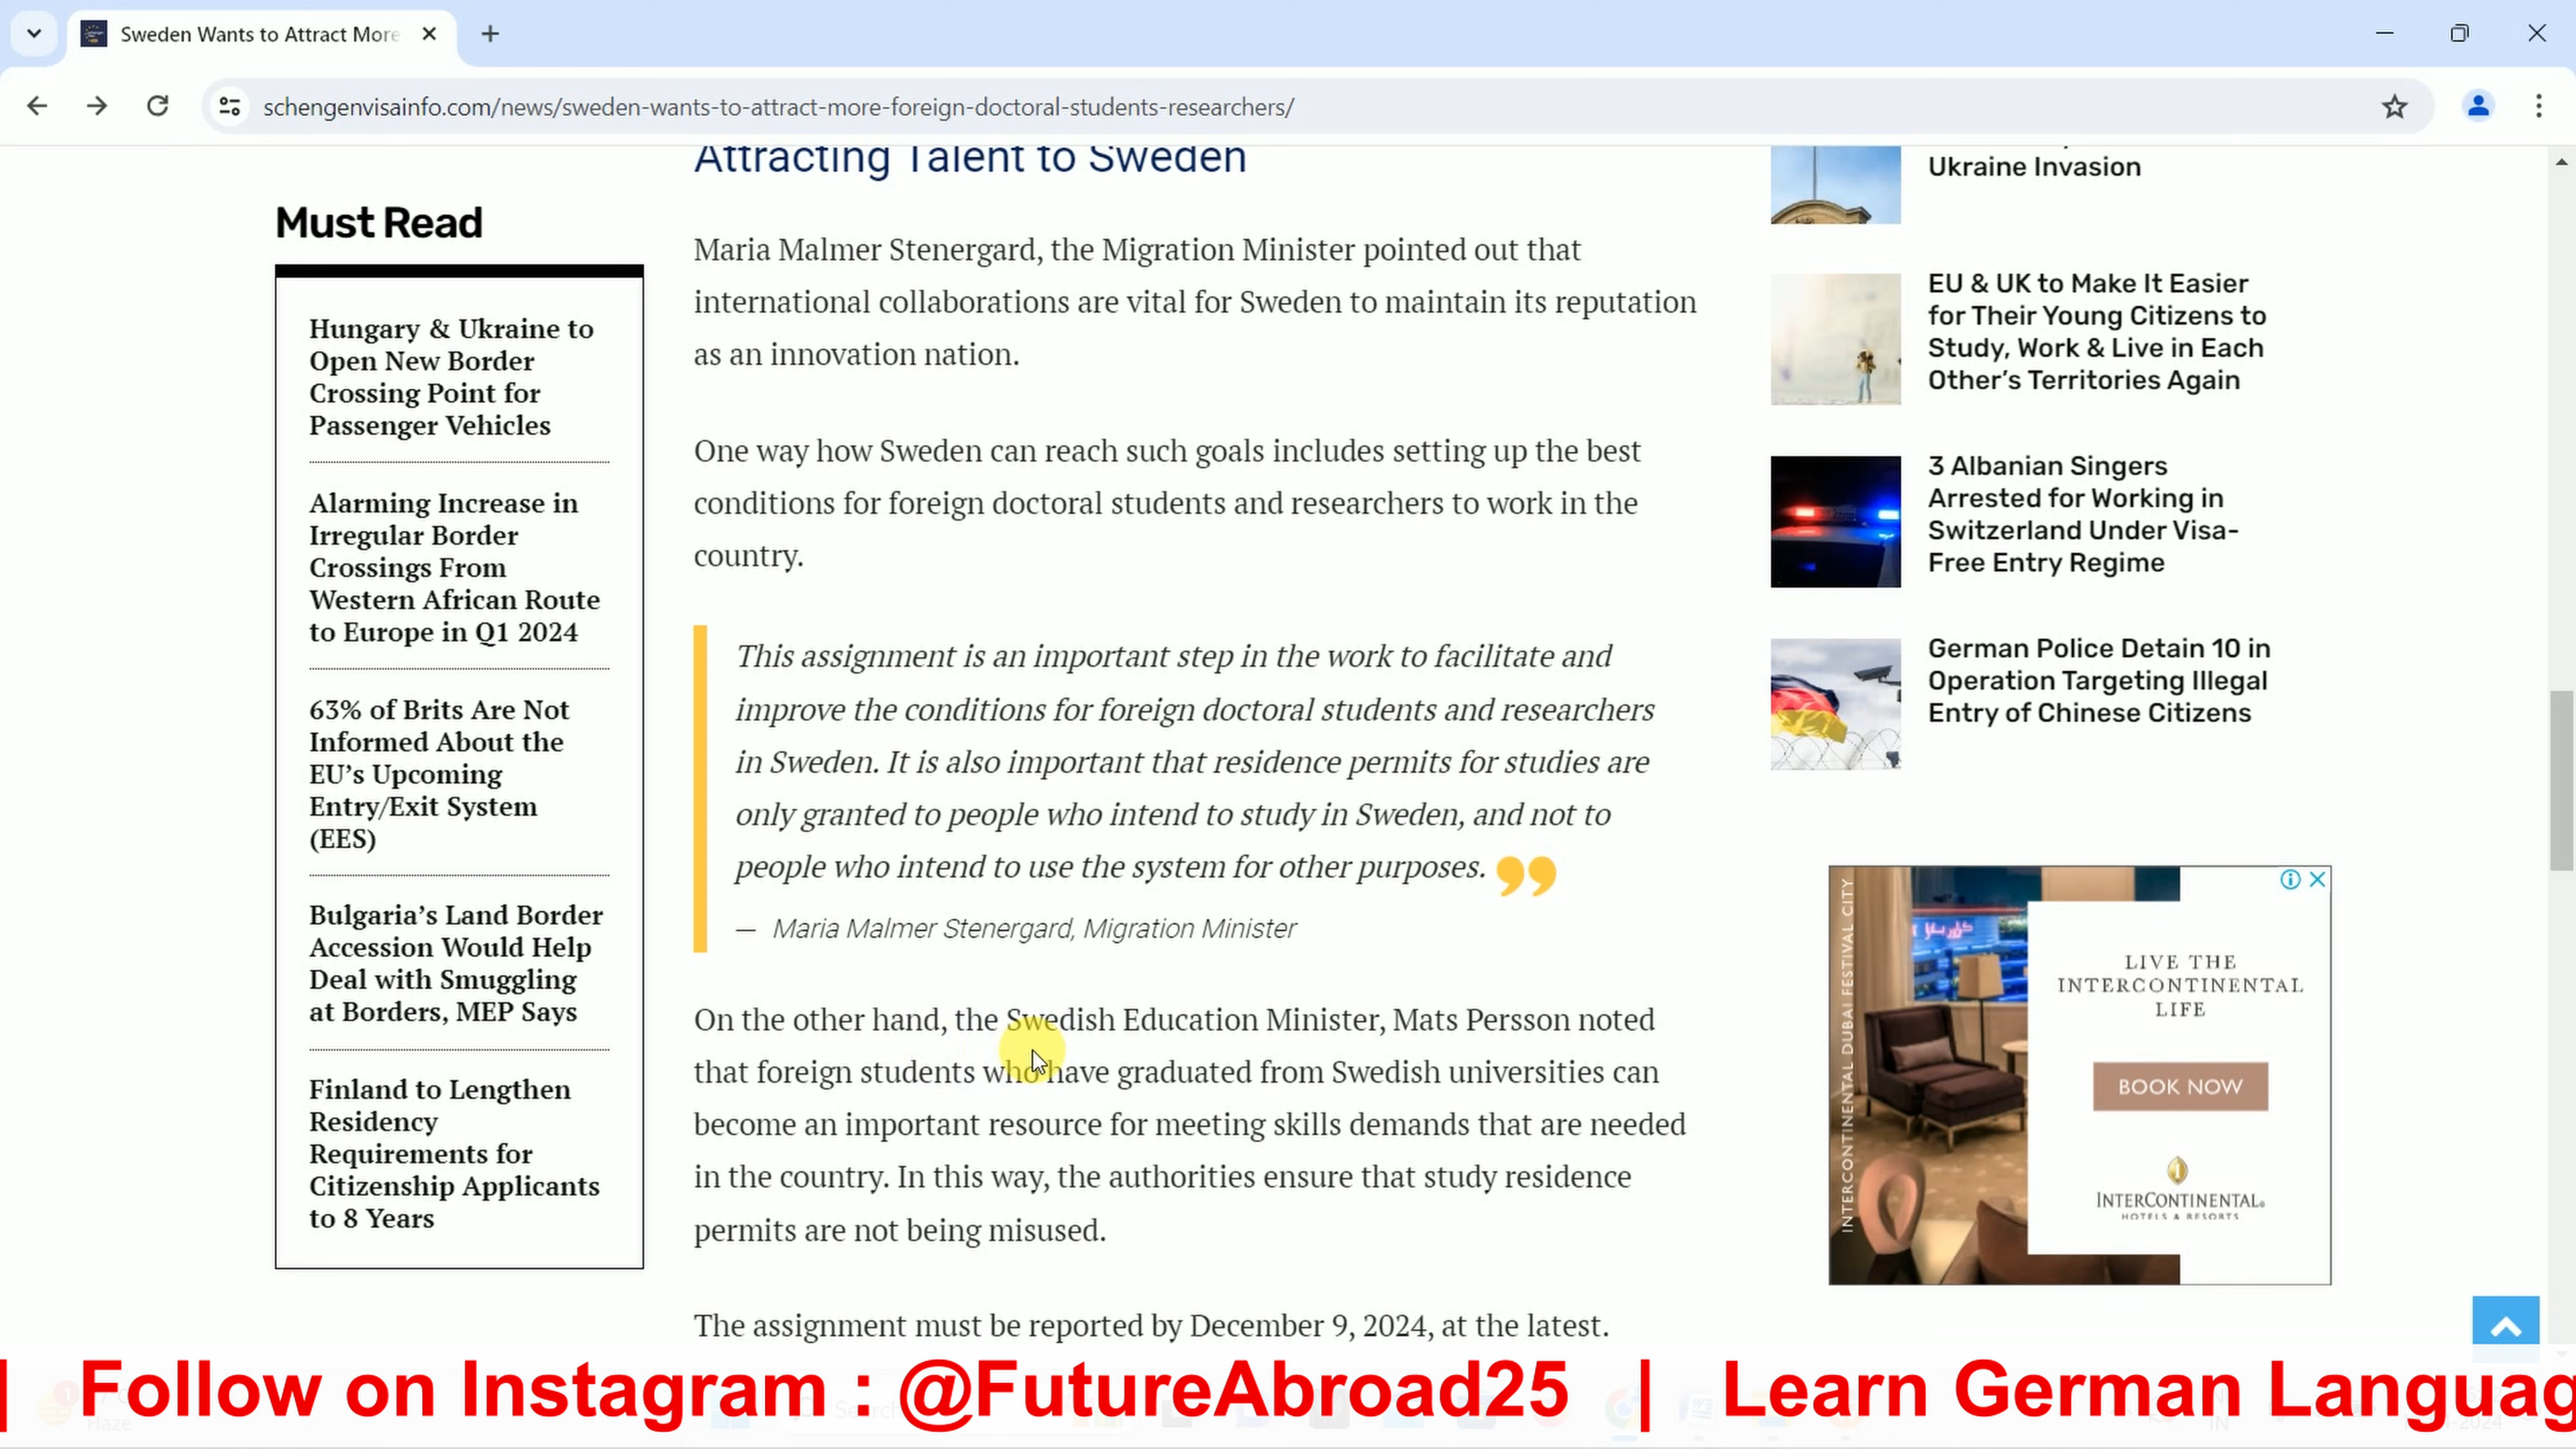 Sweden Wants to Attract More
schengenvisainfo.com/news/sweden-wants-to-attract-more-foreign-doctoral-students-researchers/
Must Read
Hungary & Ukraine to
Open New Border
Crossing Point for
Passenger Vehicles
Alarming Increase in
Irregular Border
Crossings From
Western African Route
to Europe in Q1 2024
63% of Brits Are Not
Informed About the
EU’s Upcoming
Entry/Exit System
(EES)
Bulgaria’s Land Border
Accession Would Help
Deal with Smuggling
at Borders, MEP Says
Finland to Lengthen
Residency
Requirements for
Citizenship Applicants
to 8 Years
Attracting Talent to Sweden
Maria Malmer Stenergard, the Migration Minister pointed out that
international collaborations are vital for Sweden to maintain its reputation
as an innovation nation.
One way how Sweden can reach such goals includes setting up the best
conditions for foreign doctoral students and researchers to work in the
country.
This assignment is an important step in the work to facilitate and
improve the conditions for foreign doctoral students and researchers
in Sweden. It is also important that residence permits for studies are
only granted to people who intend to study in Sweden, and not to
people who intend to use the system for other purposes. ”
— Maria Malmer Stenergard, Migration Minister
On the other hand, the Swedish Education Minister, Mats Persson noted
that foreign students who have graduated from Swedish universities can
become an important resource for meeting skills demands that are needed
in the country. In this way, the authorities ensure that study residence
permits are not being misused.
The assignment must be reported by December 9, 2024, at the latest.
Ukraine Invasion
EU & UK to Make It Easier
for Their Young Citizens to
Study, Work & Live in Each
Other’s Territories Again
3 Albanian Singers
Arrested for Working in
Switzerland Under Visa-
Free Entry Regime
German Police Detain 10 in
Operation Targeting Illegal
Entry of Chinese Citizens
INTERCONTINENTAL DUBAI FESTIVAL CITY
LIVE THE
INTERCONTINENTAL
LIFE
BOOK NOW
INTERCONTINENTAL®
HOTELS & RESORTS
| Follow on Instagram : @FutureAbroad25 | Learn German Languag
Haze